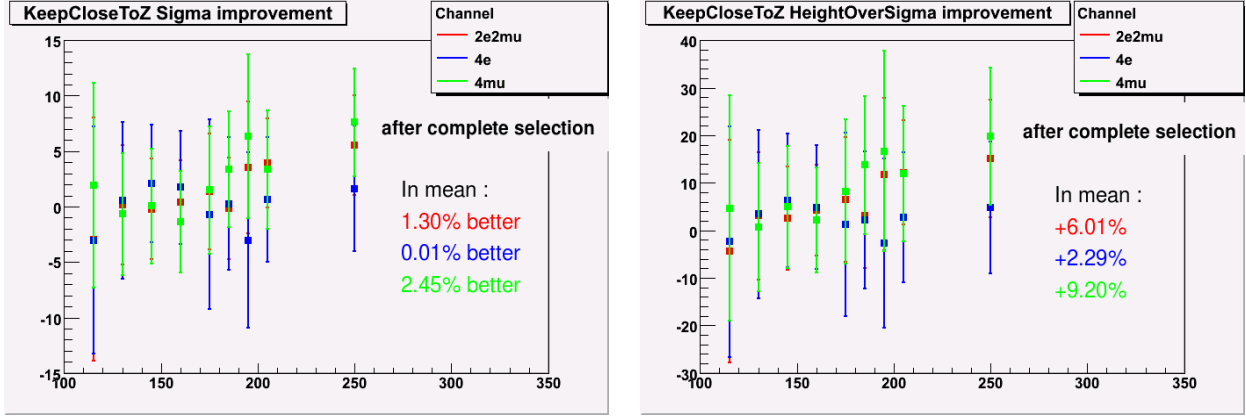 KeepCloseToZ Sigma improvement
Channel
2e2mu
4e
4mu
15
10
5
0
-5
-10
-15
100
150
200
250
300
350
after complete selection
In mean :
1.30% better
0.01% better
2.45% better
KeepCloseToZ HeightOverSigma improvement
Channel
2e2mu
4e
4mu
40
30
20
10
0
-10
-20
-30
100
150
200
250
300
350
after complete selection
In mean :
+6.01%
+2.29%
+9.20%